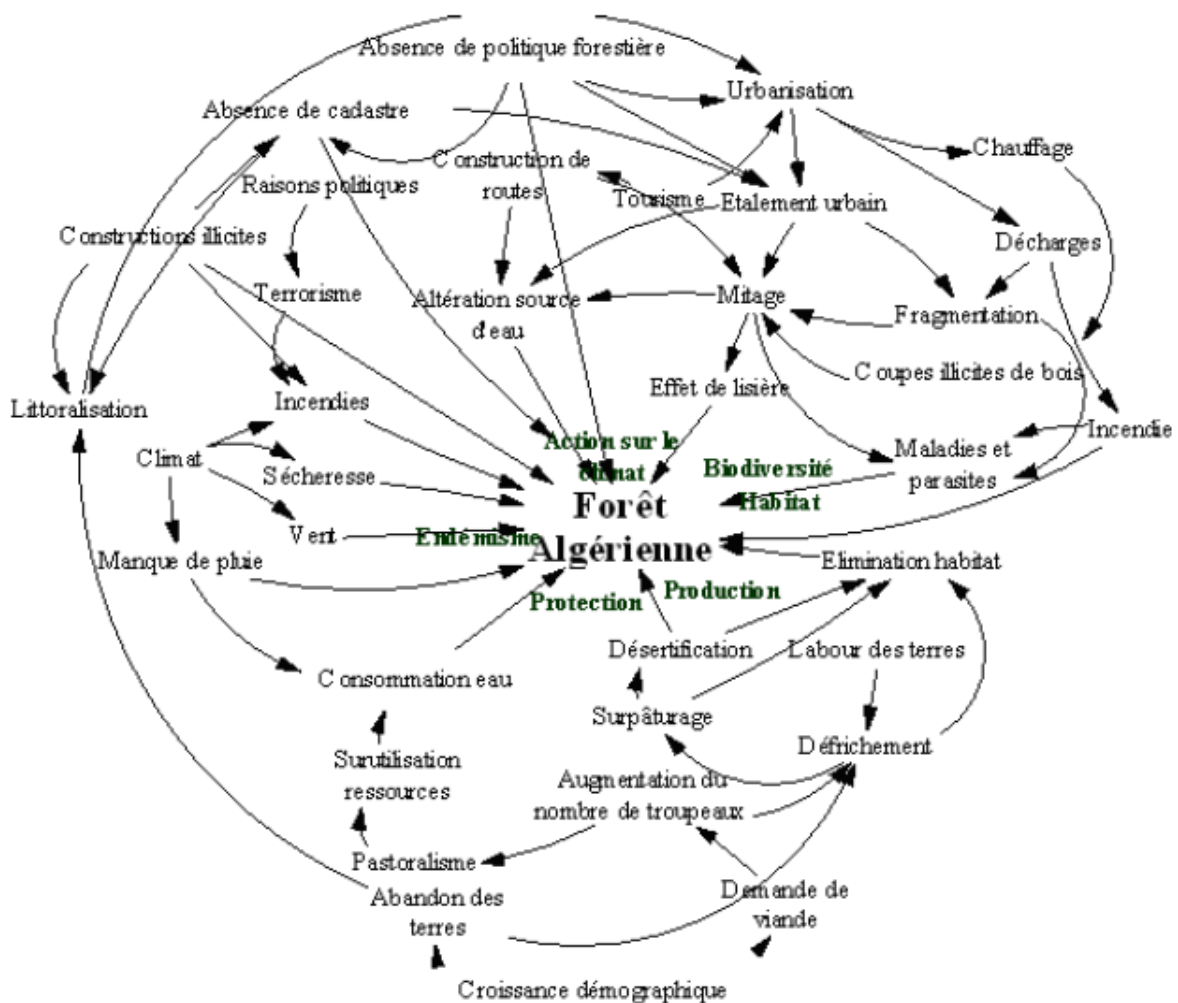 Absence de politique forestière
Urbanisation
Absence de cadastre
Chauffage
Construction de
routes
Raisons politiques
Tourisme
Etalement urbain
Constructions illicites
Décharges
Terrorisme
Altération source
d'eau
Mitage
Fragmentation
Effet de lisière
Coupes illicites de bois
Littoralisation
Incendies
Incendie
Action sur le
climat
Maladies et
parasites
Climat
Sécheresse
Biodiversité
Habitat
Forêt
Algérienne
Vent
Endémisme
Manque de pluie
Elimination habitat
Protection
Production
Désertification
Labour des terres
Consommation eau
Surpâturage
Défrichement
Surutilisation
ressources
Augmentation du
nombre de troupeaux
Pastoralisme
Abandon des
terres
Demande de
viande
Croissance démographique